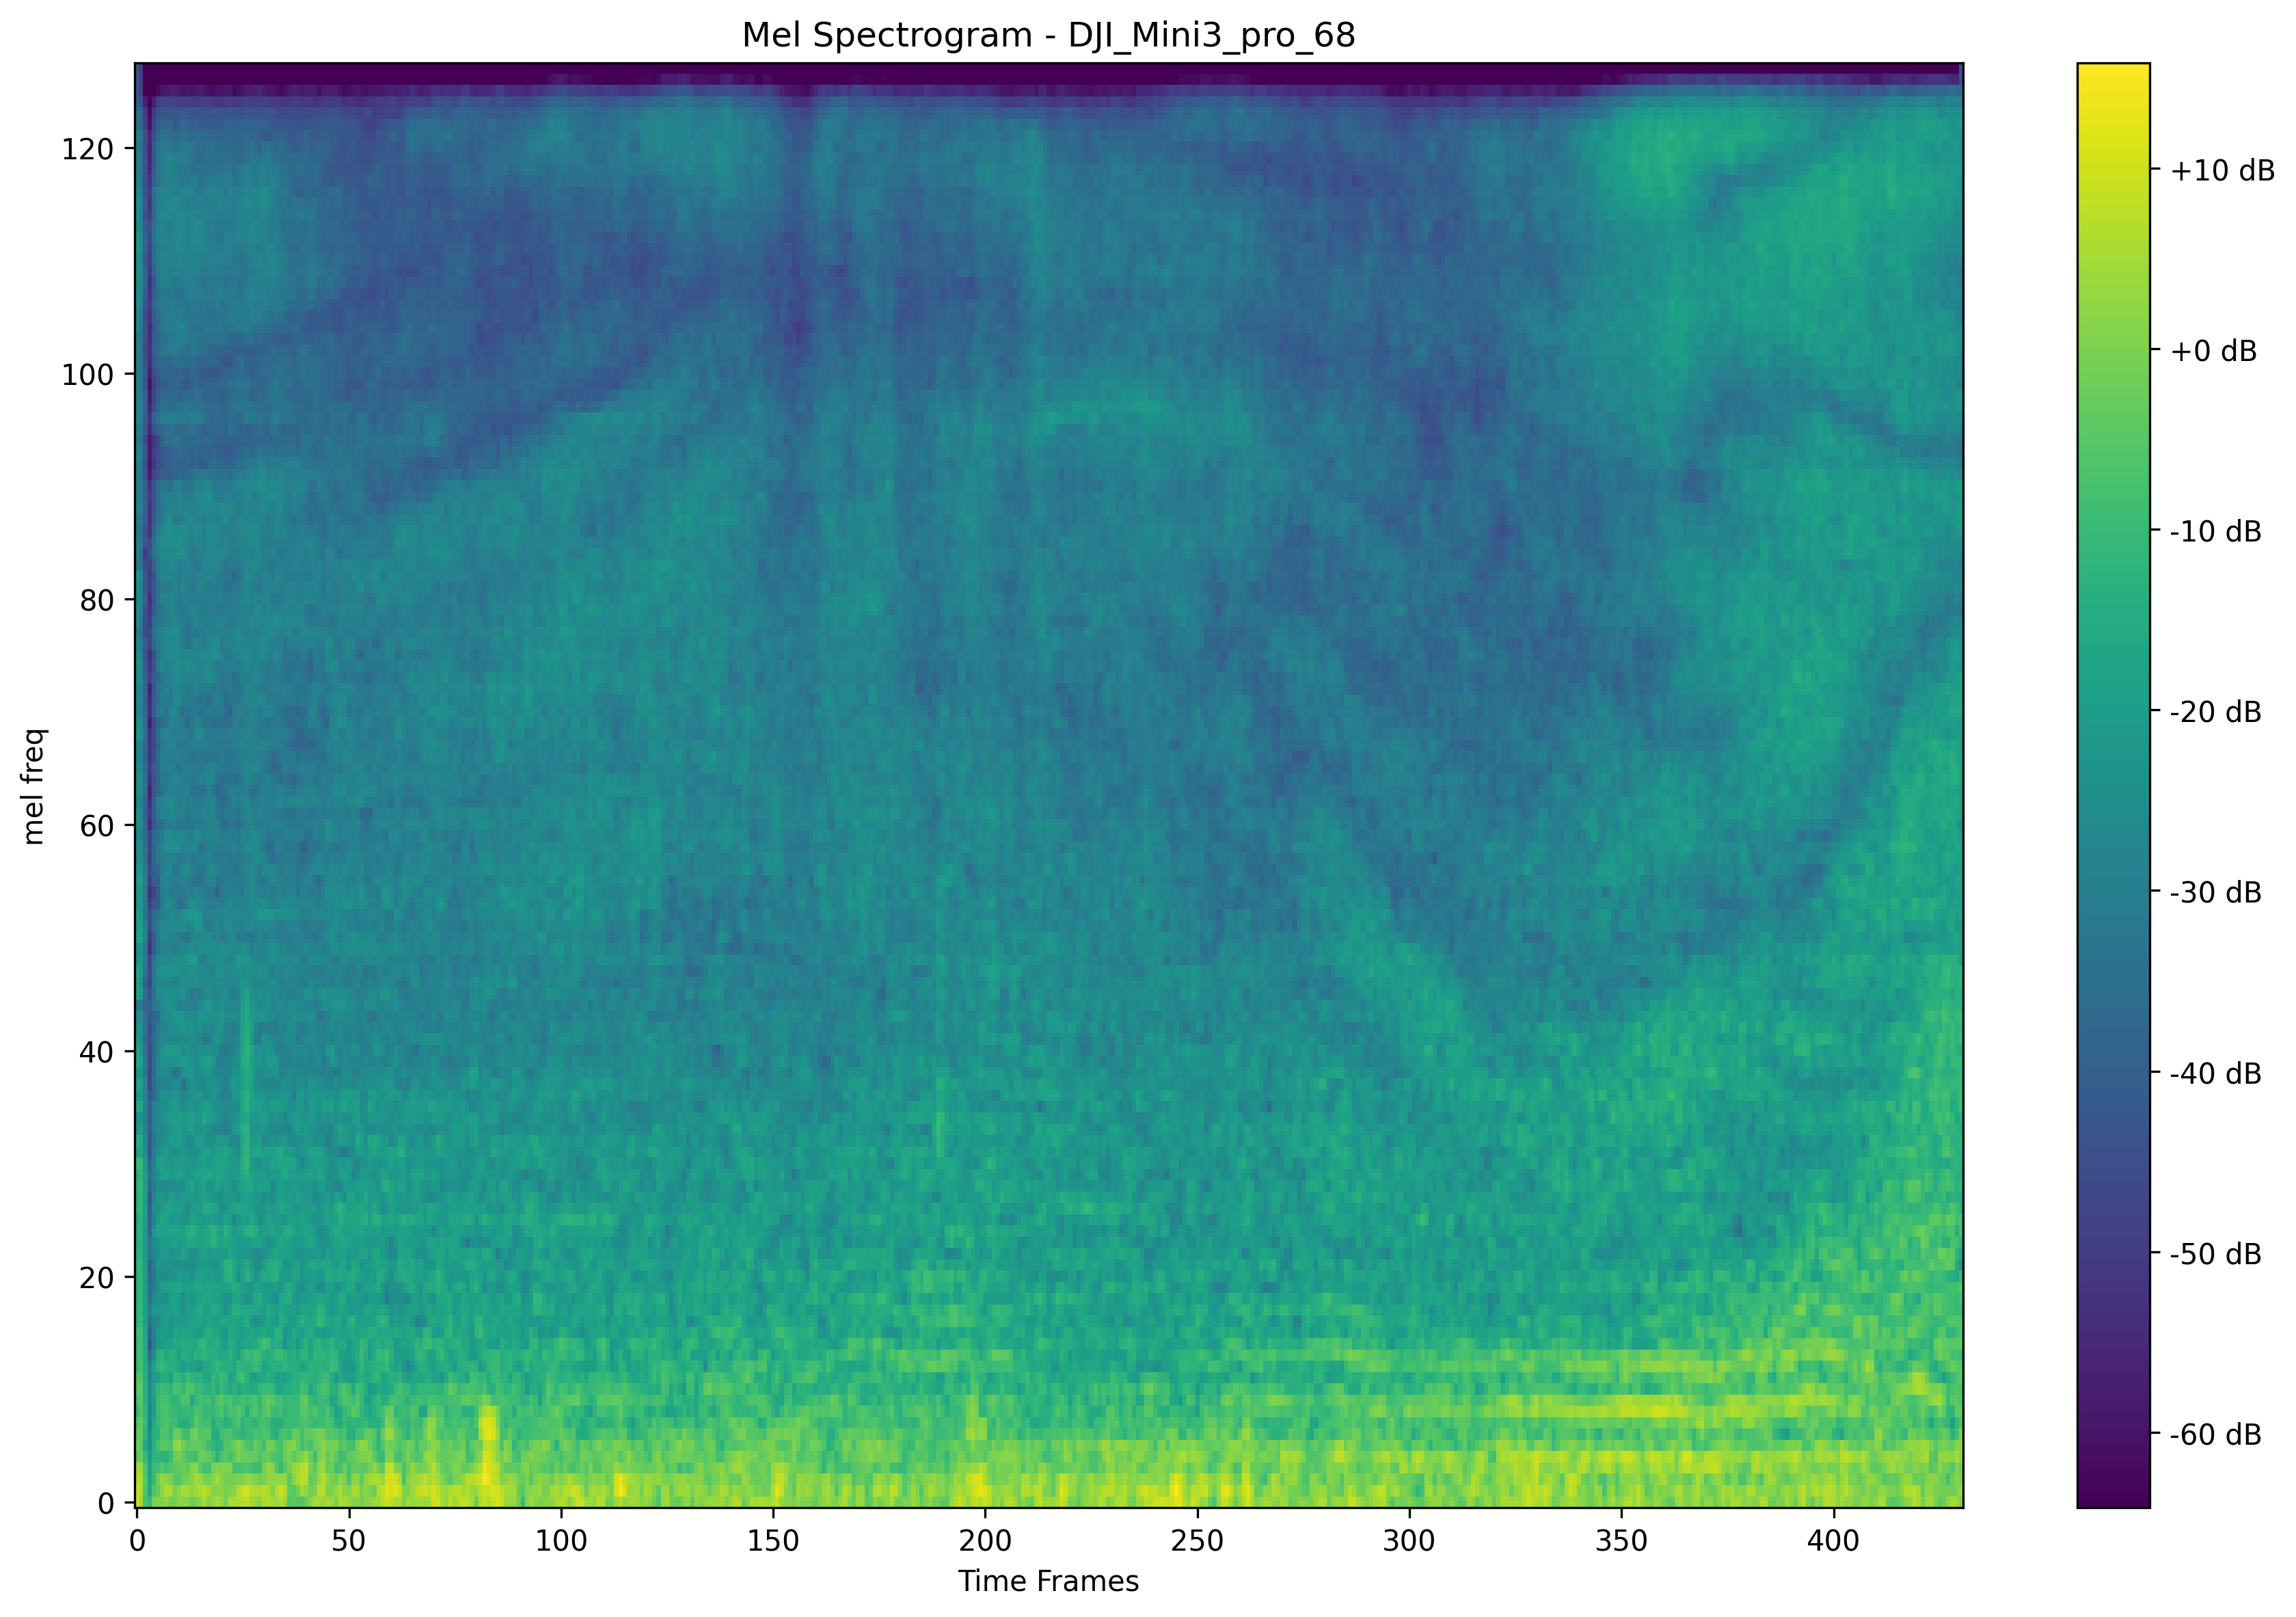 Mel Spectrogram - DJI_Mini3_pro_68
120
100
80
60
40
20
0
mel freq
0 50 100 150 200 250 300 350 400
Time Frames
+10 dB
+0 dB
-10 dB
-20 dB
-30 dB
-40 dB
-50 dB
-60 dB